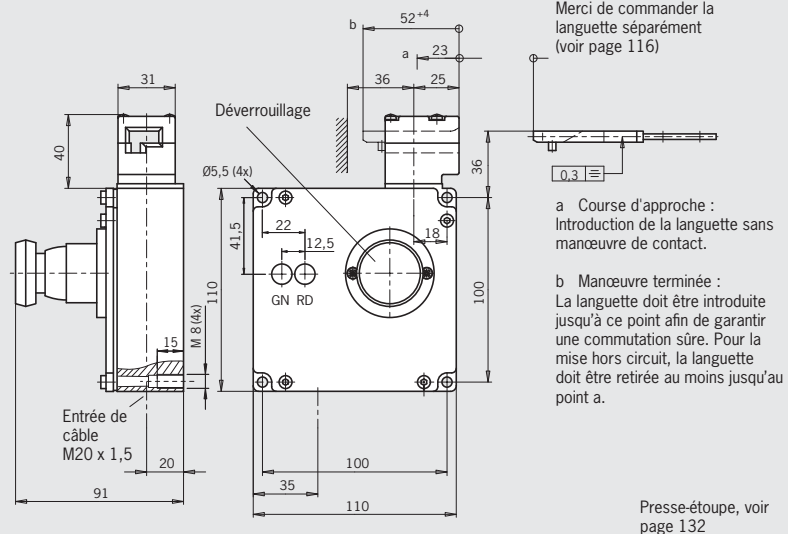 Merci de commander la
languette séparément
(voir page 116)
b
52+4
a
23
36
25
31
Déverrouillage
40
36
Ø5,5 (4x)
0,3
22
18
41,5
12,5
GN RD
110
100
M 8 (4x)
15
a Course d'approche :
Introduction de la languette sans
manœuvre de contact.
b Manœuvre terminée :
La languette doit être introduite
jusqu'à ce point afin de garantir
une commutation sûre. Pour la
mise hors circuit, la languette
doit être retirée au moins jusqu'au
point a.
Entrée de
câble
M20 x 1,5
20
100
91
35
110
Presse-étoupe, voir
page 132